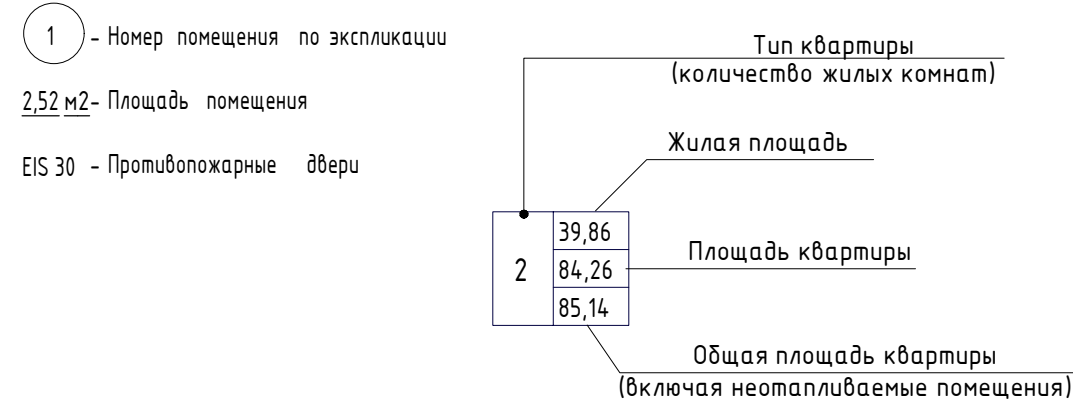 1 - Номер помещения по экспликации
2,52 м2- Площадь помещения
EIS 30 - Противопожарные двери
Тип квартиры
(количество жилых комнат)
Жилая площадь
2
39,86
84,26
85,14
Площадь квартиры
Общая площадь квартиры
(включая неотапливаемые помещения)